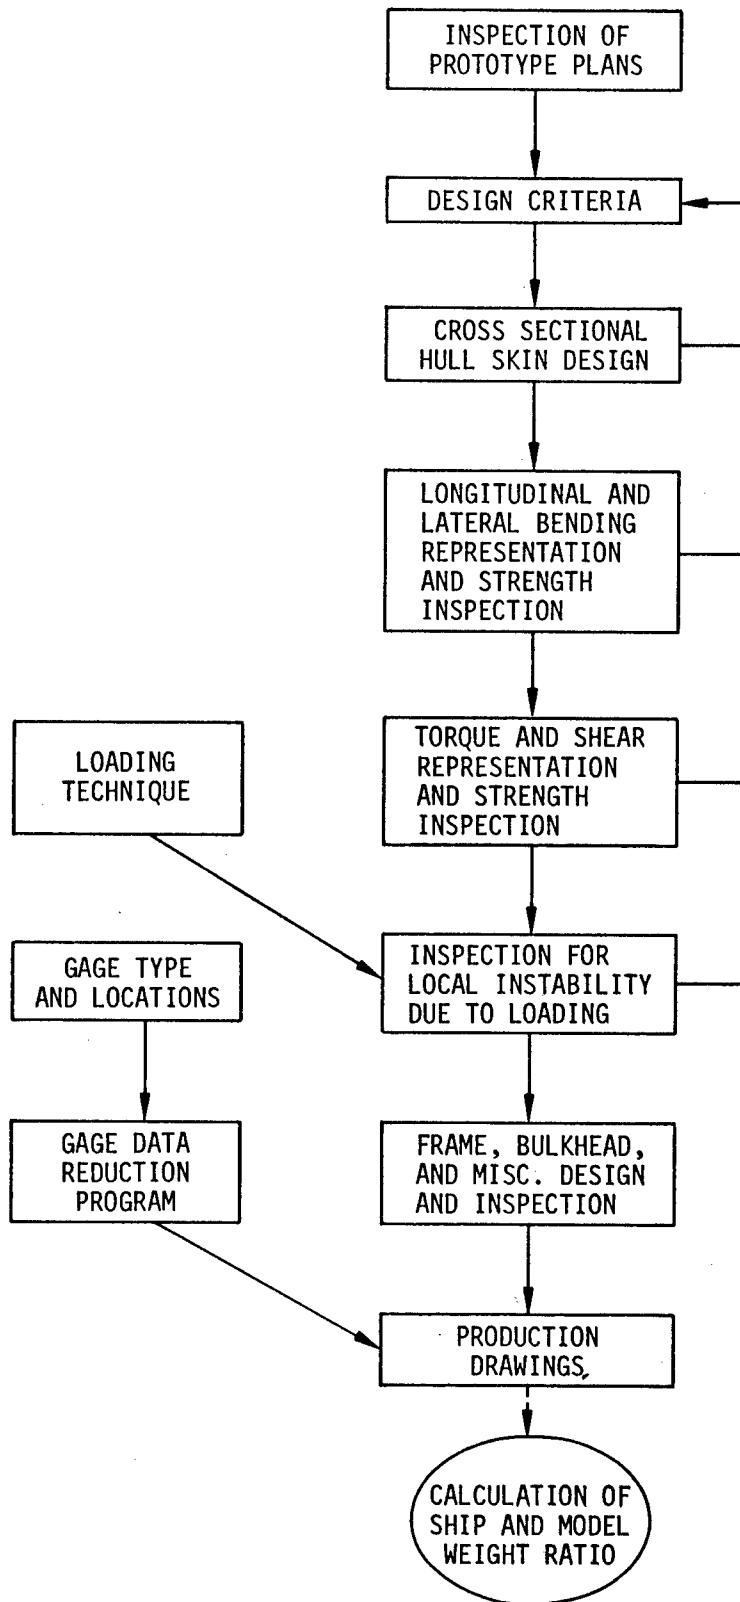 INSPECTION OF
PROTOTYPE PLANS
DESIGN CRITERIA
CROSS SECTIONAL
HULL SKIN DESIGN
LONGITUDINAL AND
LATERAL BENDING
REPRESENTATION
AND STRENGTH
INSPECTION
TORQUE AND SHEAR
REPRESENTATION
AND STRENGTH
INSPECTION
LOADING
TECHNIQUE
INSPECTION FOR
LOCAL INSTABILITY
DUE TO LOADING
GAGE TYPE
AND LOCATIONS
GAGE DATA
REDUCTION
PROGRAM
FRAME, BULKHEAD,
AND MISC. DESIGN
AND INSPECTION
PRODUCTION
DRAWINGS
CALCULATION OF
SHIP AND MODEL
WEIGHT RATIO